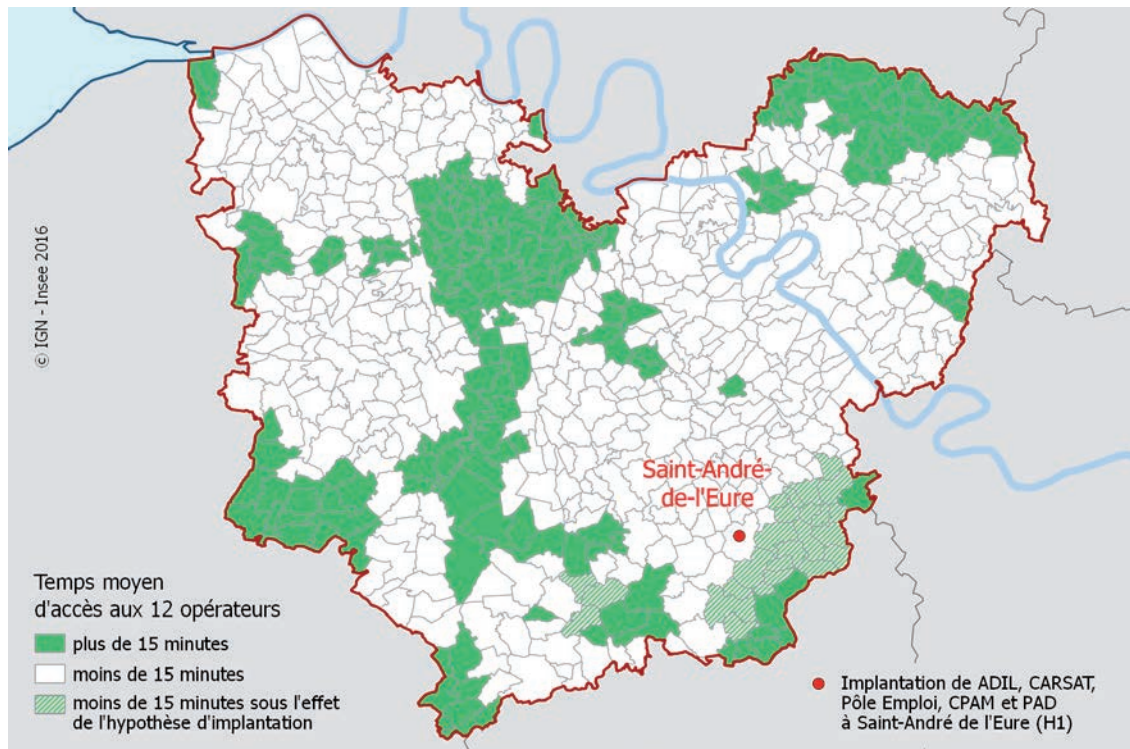 © IGN - Insee 2016
Saint-André-
de-l'Eure
Temps moyen
d'accès aux 12 opérateurs
plus de 15 minutes
moins de 15 minutes
moins de 15 minutes sous l'effet
de l'hypothèse d'implantation
Implantation de ADIL, CARSAT,
Pôle Emploi, CPAM et PAD
à Saint-André de l'Eure (H1)